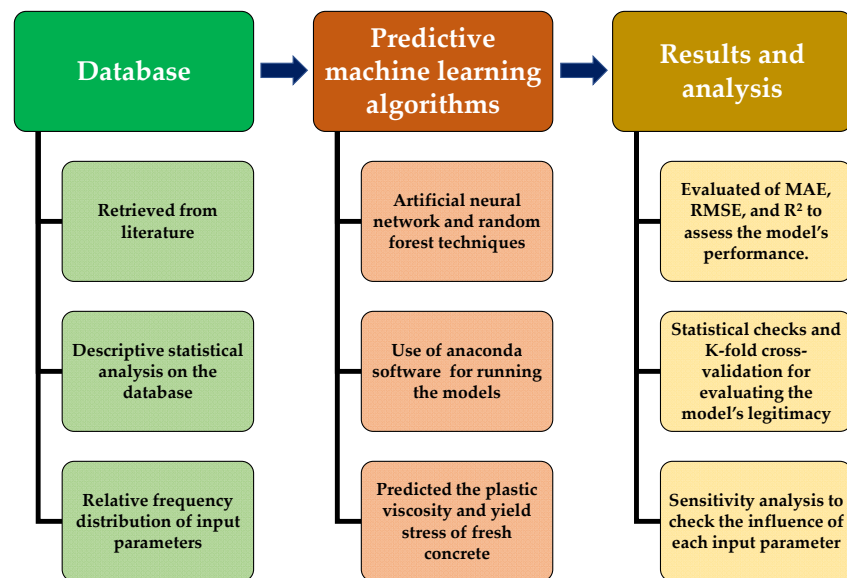 Database
Retrieved from
literature
Descriptive statistical
analysis on the
database
Relative frequency
distribution of input
parameters
Predictive
machine learning
algorithms
Artificial neural
network and random
forest techniques
Use of anaconda
software for running
the models
Predicted the plastic
viscosity and yield
stress of fresh
concrete
Results and
analysis
Evaluated of MAE,
RMSE, and R² to
assess the model's
performance.
Statistical checks and
K-fold cross-
validation for
evaluating the
model's legitimacy
Sensitivity analysis to
check the influence of
each input parameter